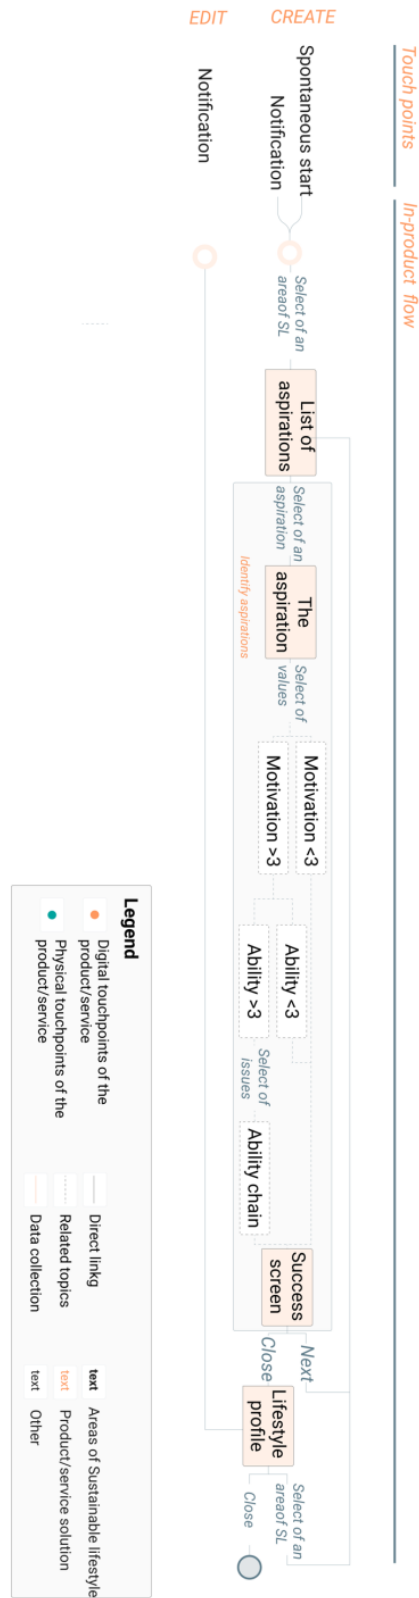 Touch points
In-product flow
CREATE
EDIT
Spontaneous start
Notification
Notification
Select of an
areaof SL
List of
aspirations
Select of an
aspiration
The
aspiration
Identify aspirations
Select of
values
Motivation <3
Motivation >3
Ability <3
Ability >3
Select of
issues
Ability chain
Success
screen
Next
Close
Lifestyle
profile
Select of an
areaof SL
Close
Legend
Digital touchpoints of the
product/service
Physical touchpoints of the
product/service
Direct linkg
Related topics
Data collection
text Areas of Sustainable lifestyle
text Product/service solution
text Other